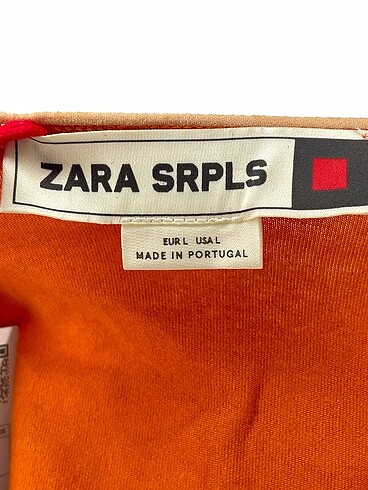 ZARA SRPLS
EUR L USA L
MADE IN PORTUGAL